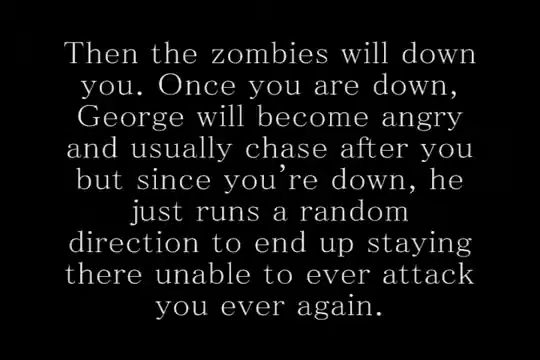 Then the zombies will down
you. Once you are down,
George will become angry
and usually chase after you
but since you're down, he
just runs a random
direction to end up staying
there unable to ever attack
you ever again.